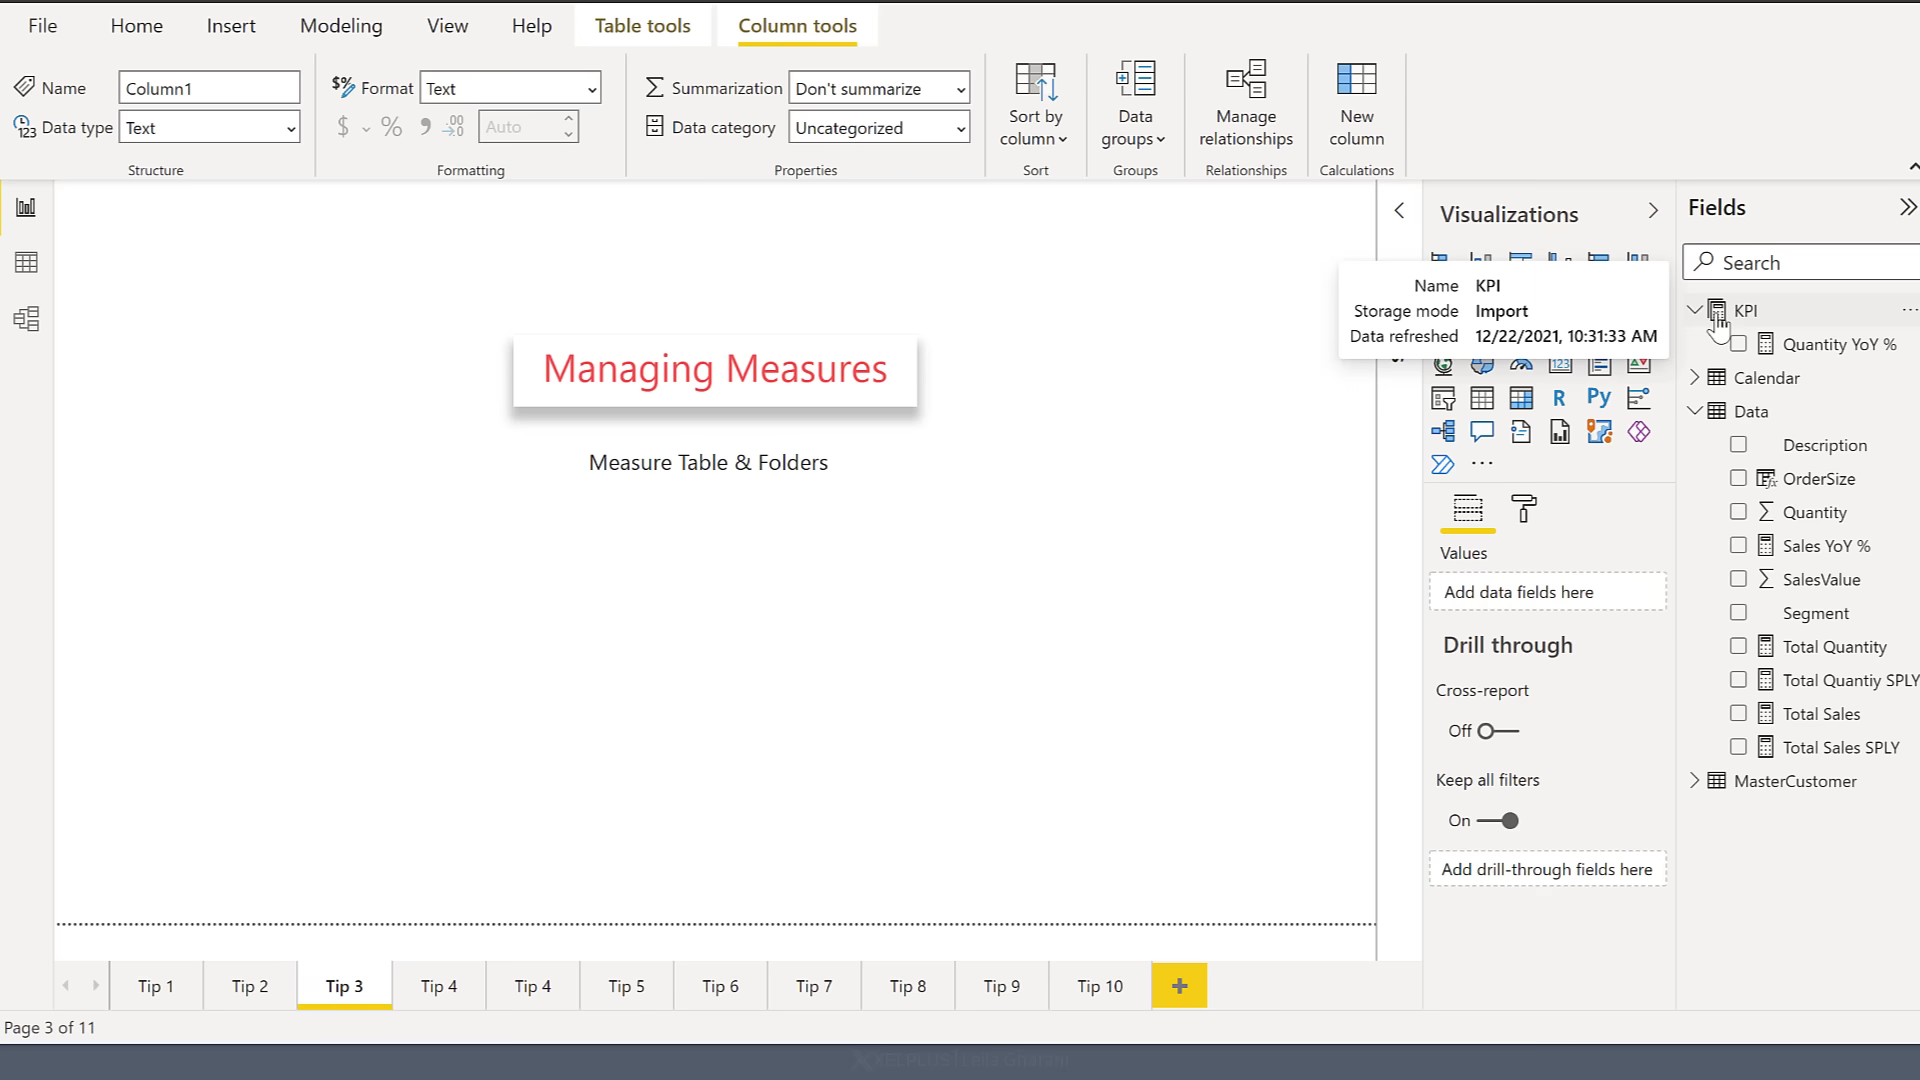 File Home Insert Modeling View Help Table tools Column tools
Name Column1 $% Format Text Summarization Don't summarize
123 Data type Text $ % 9 .00 →0 Auto Data category Uncategorized
Sort by column
Data groups
Manage relationships
New column
Structure Formatting Properties Sort Groups Relationships Calculations
Managing Measures
Measure Table & Folders
Visualizations
Name KPI
Storage mode Import
Data refreshed 12/22/2021, 10:31:33 AM
123
R Py
...
Values
Add data fields here
Drill through
Cross-report
Off
Keep all filters
On
Add drill-through fields here
Fields
Search
KPI ...
Quantity YoY %
Calendar
Data
Description
fx OrderSize
Σ Quantity
Sales YoY %
Σ SalesValue
Segment
Total Quantity
Total Quantiy SPLY
Total Sales
Total Sales SPLY
MasterCustomer
Tip 1 Tip 2 Tip 3 Tip 4 Tip 4 Tip 5 Tip 6 Tip 7 Tip 8 Tip 9 Tip 10 +
Page 3 of 11